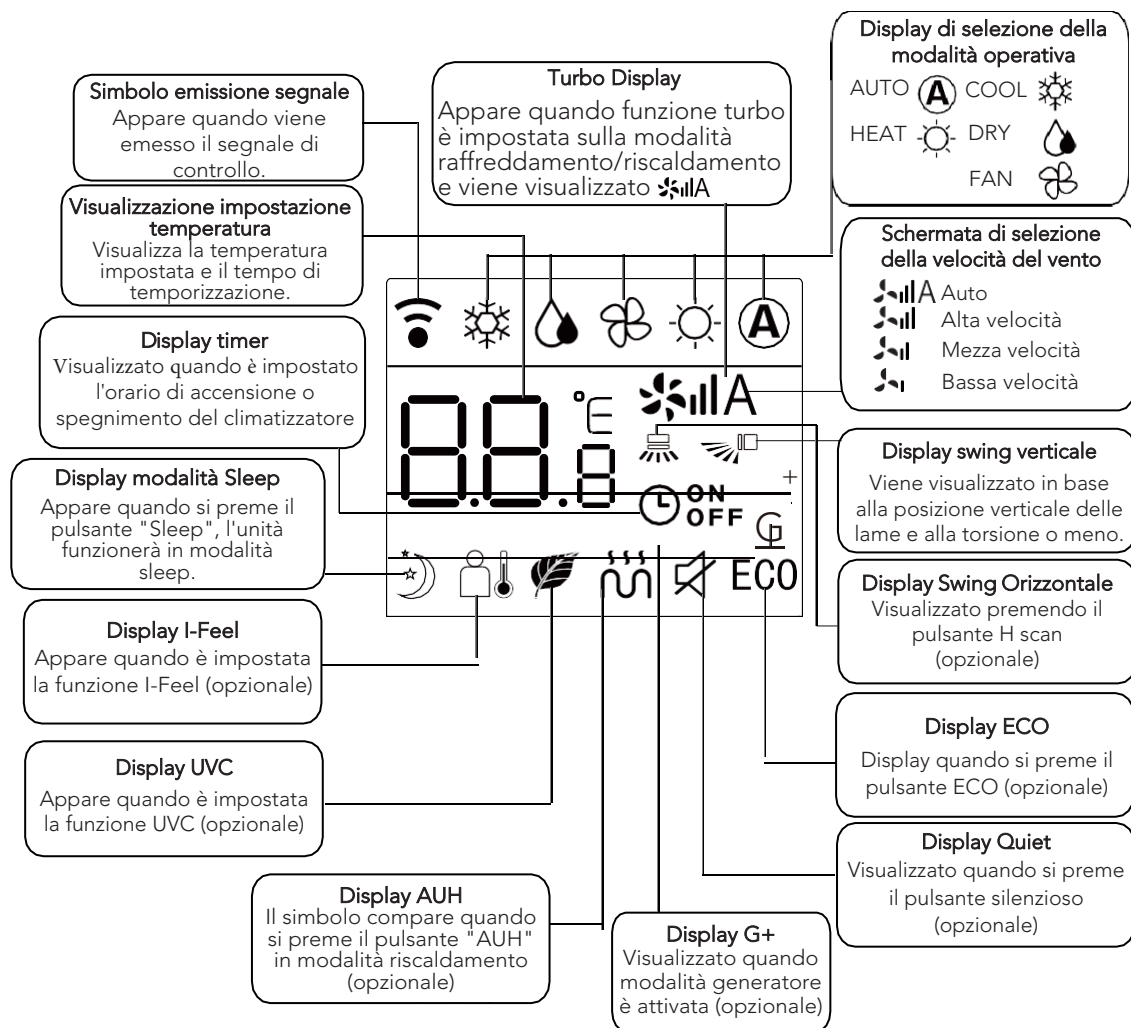 Display di selezione della
modalità operativa
AUTO A COOL
HEAT DRY
FAN
Simbolo emissione segnale
Appare quando viene
emesso il segnale di
controllo.
Turbo Display
Appare quando funzione turbo
è impostata sulla modalità
raffreddamento/riscaldamento
e viene visualizzato A
Visualizzazione impostazione
temperatura
Visualizza la temperatura
impostata e il tempo di
temporizzazione.
Schermata di selezione
della velocità del vento
A Auto
Alta velocità
Mezza velocità
Bassa velocità
Display timer
Visualizzato quando è impostato
l'orario di accensione o
spegnimento del climatizzatore
A
88.8 °E
A
ON
OFF
G+
ECO
Display modalità Sleep
Appare quando si preme il
pulsante "Sleep", l'unità
funzionerà in modalità
sleep.
Display swing verticale
Viene visualizzato in base
alla posizione verticale delle
lame e alla torsione o meno.
Display Swing Orizzontale
Visualizzato premendo il
pulsante H scan
(opzionale)
Display I-Feel
Appare quando è impostata
la funzione I-Feel (opzionale)
Display ECO
Display quando si preme il
pulsante ECO (opzionale)
Display UVC
Appare quando è impostata
la funzione UVC (opzionale)
Display Quiet
Visualizzato quando si preme
il pulsante silenzioso
(opzionale)
Display AUH
Il simbolo compare quando
si preme il pulsante "AUH"
in modalità riscaldamento
(opzionale)
Display G+
Visualizzato quando
modalità generatore
è attivata (opzionale)